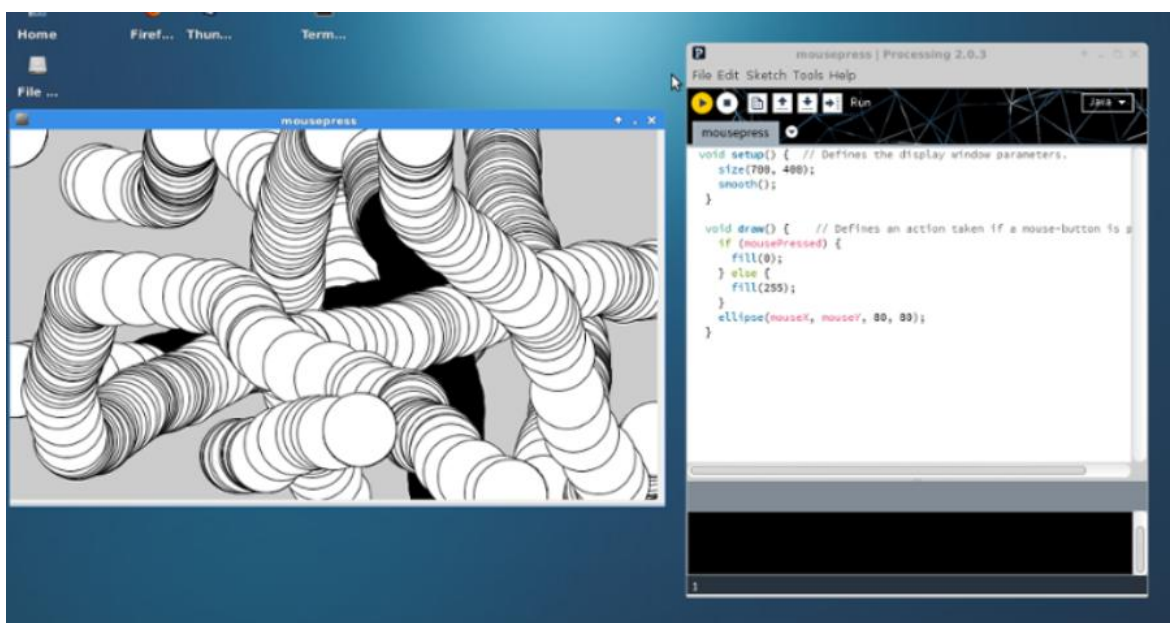 Home
Firef... Thun... Term...
File ...
mousepress
mousepress | Processing 2.0.3
File Edit Sketch Tools Help
Run
Java
mousepress
void setup() { // Defines the display window parameters.
size(700, 400);
smooth();
}
void draw() { // Defines an action taken if a mouse-button is p
if (mousePressed) {
fill(0);
} else {
fill(255);
}
ellipse(mouseX, mouseY, 80, 80);
}
1